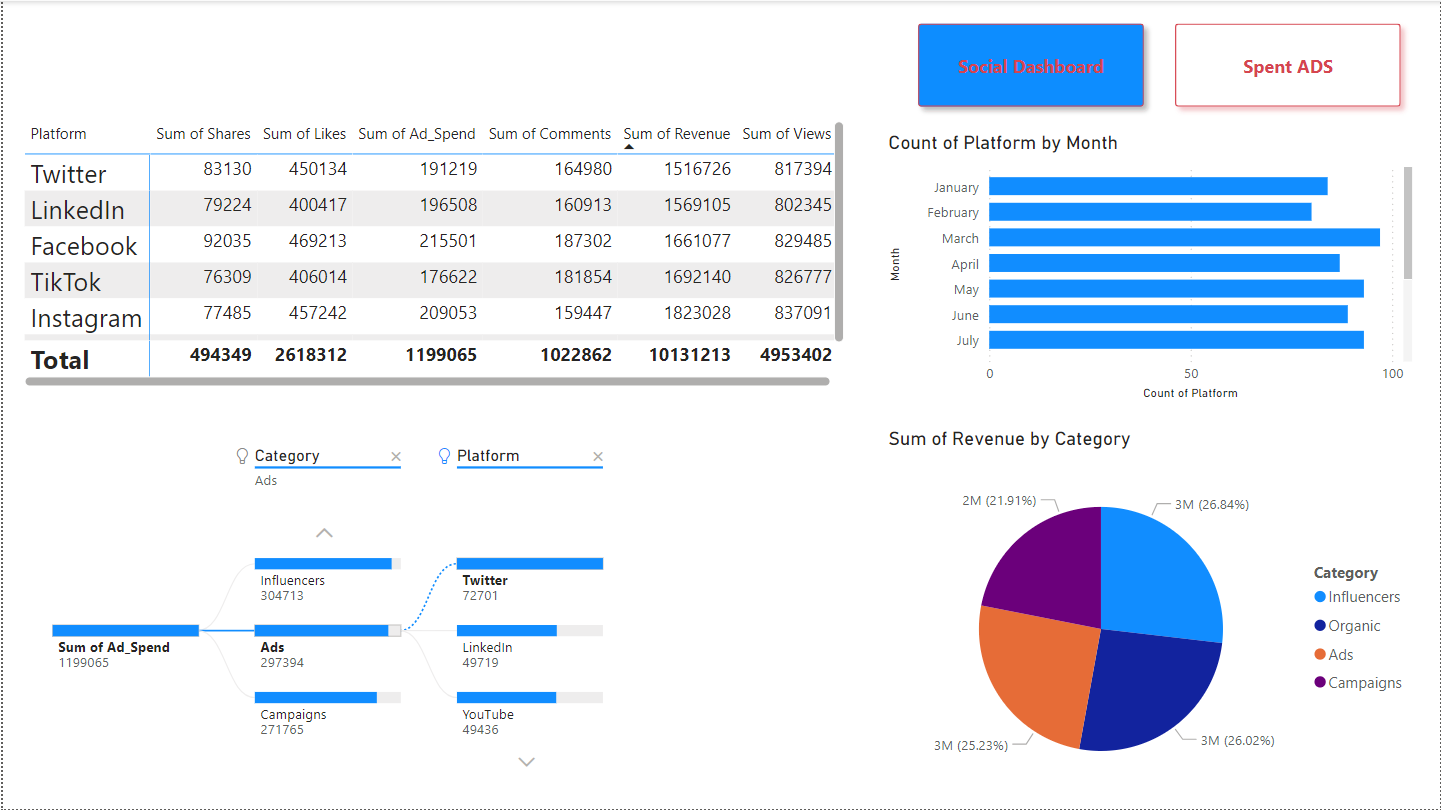 Social Dashboard
Spent ADS
Platform Sum of Shares Sum of Likes Sum of Ad_Spend Sum of Comments Sum of Revenue Sum of Views
Twitter 83130 450134 191219 164980 1516726 817394
LinkedIn 79224 400417 196508 160913 1569105 802345
Facebook 92035 469213 215501 187302 1661077 829485
TikTok 76309 406014 176622 181854 1692140 826777
Instagram 77485 457242 209053 159447 1823028 837091
Total 494349 2618312 1199065 1022862 10131213 4953402
Count of Platform by Month
Month
January
February
March
April
May
June
July
0 50 100
Count of Platform
Category
Ads
Platform
Sum of Ad_Spend
1199065
Influencers
304713
Ads
297394
Campaigns
271765
Twitter
72701
LinkedIn
49719
YouTube
49436
Sum of Revenue by Category
2M (21.91%)
3M (26.84%)
3M (25.23%)
3M (26.02%)
Category
Influencers
Organic
Ads
Campaigns